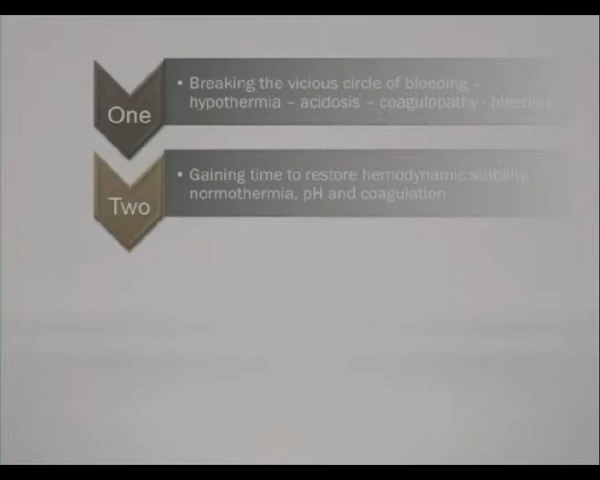 One
• Breaking the vicious circle of bleeding –
hypothermia – acidosis – coagulopathy - bleeding
Two
• Gaining time to restore hemodynamic stability,
normothermia, pH and coagulation